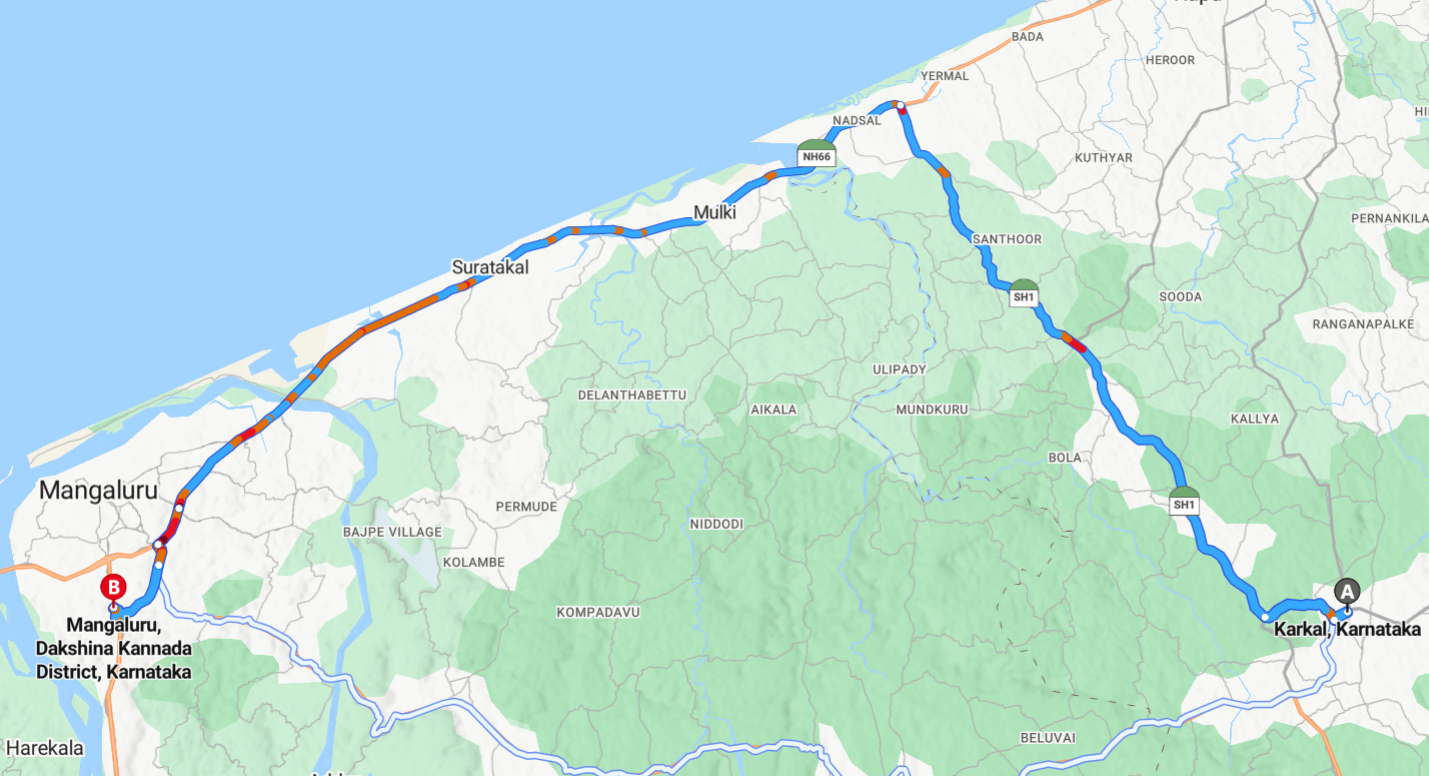 BADA
HEROOR
YERMAL
NADSAL
NH66
KUTHYAR
Mulki
PERNANKILA
SANTHOOR
Suratakal
SH1
SOODA
RANGANAPALKE
ULIPADY
DELANTHABETTU
AIKALA
MUNDKURU
KALLYA
BOLA
Mangaluru
PERMUDE
SH1
NIDDODI
BAJPE VILLAGE
KOLAMBE
B
A
KOMPADAVU
Mangaluru,
Dakshina Kannada
District, Karnataka
Karkal, Karnataka
BELUVAI
Harekala